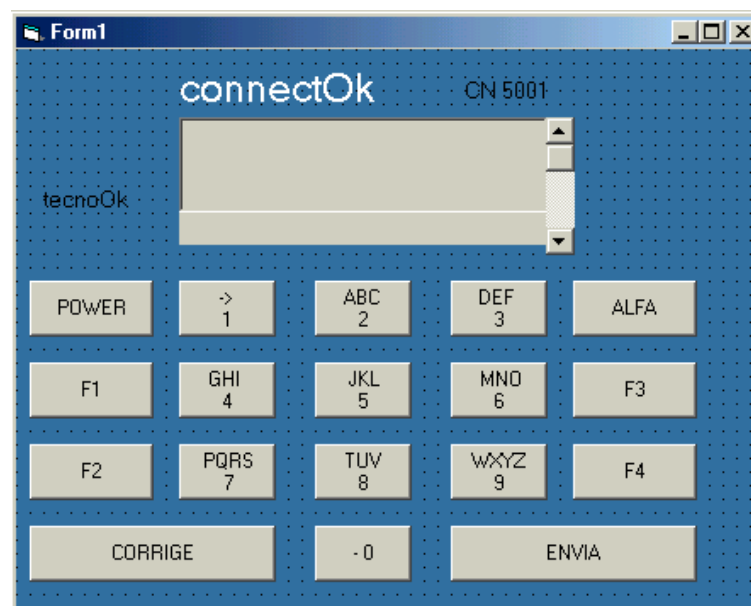 Form1
connectOk
CN 5001
tecnoOk
POWER
->
1
ABC
2
DEF
3
ALFA
F1
GHI
4
JKL
5
MNO
6
F3
F2
PQRS
7
TUV
8
WXYZ
9
F4
CORRIGE
- 0
ENVIA